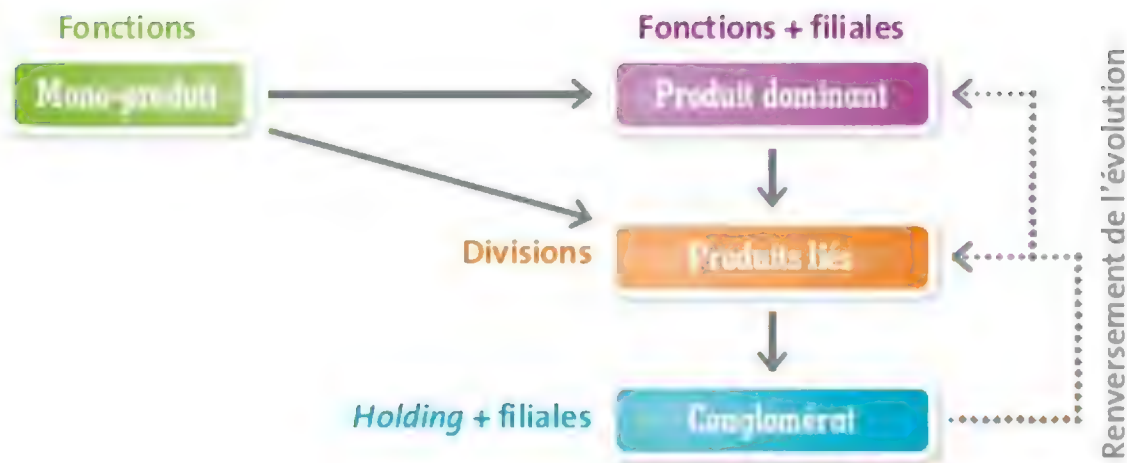 Fonctions
Fonctions + filiales
Mono-produit
Produit dominant
Divisions
Produits liés
Holding + filiales
Conglomérat
Renversement de l'évolution